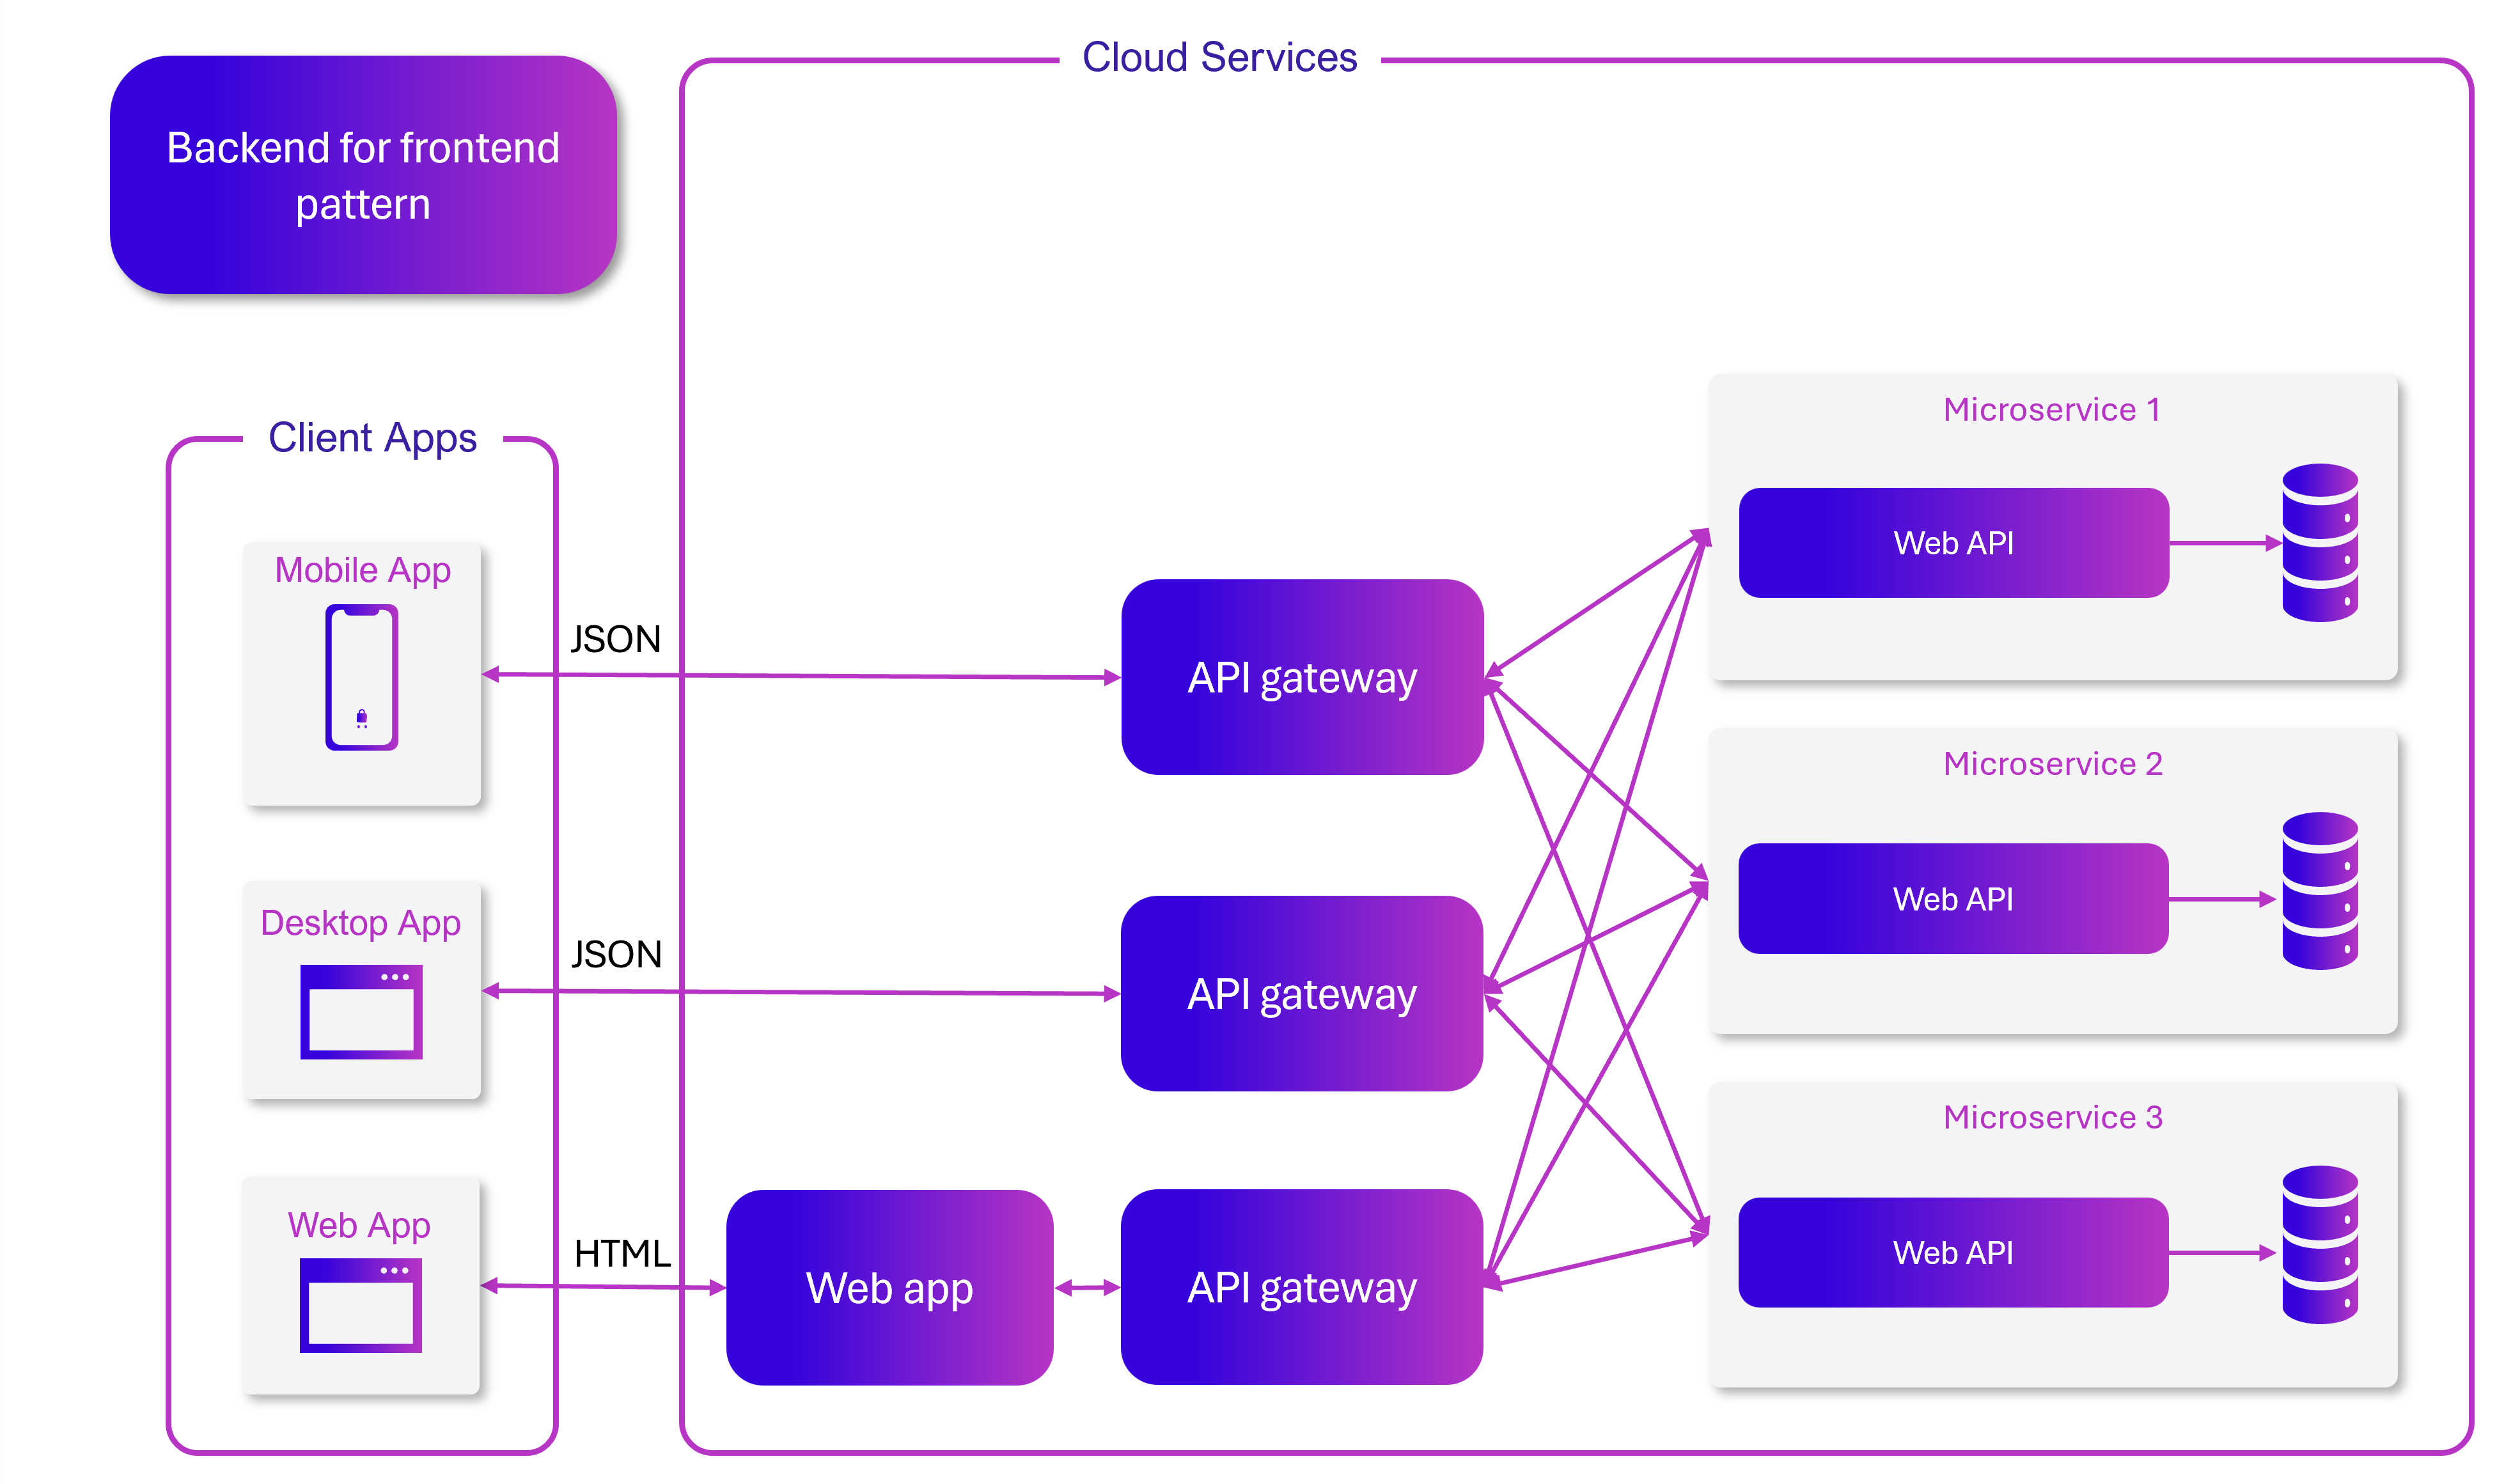 Cloud Services
Backend for frontend
pattern
Client Apps
Mobile App
JSON
API gateway
Desktop App
JSON
API gateway
Web App
HTML
Web app
API gateway
Microservice 1
Web API
Microservice 2
Web API
Microservice 3
Web API